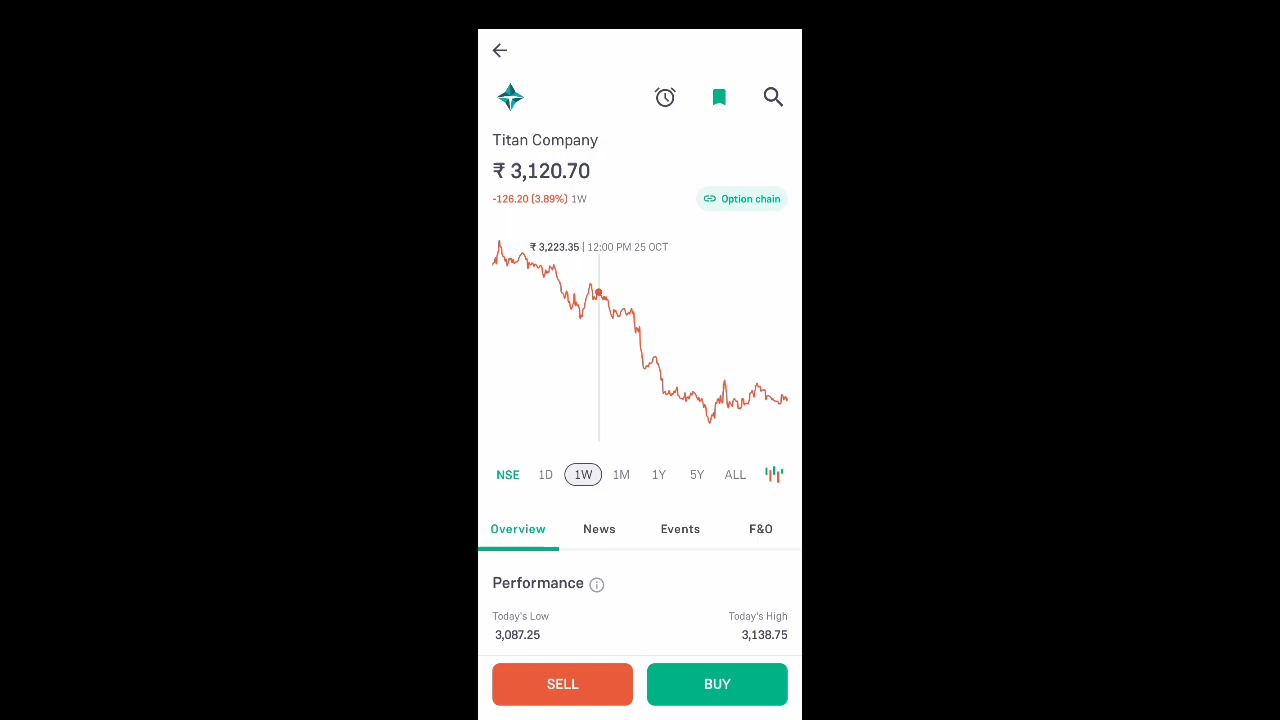 Titan Company
₹ 3,120.70
-126.20 (3.89%) 1W
Option chain
₹ 3,223.35 | 12:00 PM 25 OCT
NSE 1D 1W 1M 1Y 5Y ALL
Overview News Events F&O
Performance
Today's Low Today's High
3,087.25 3,138.75
SELL BUY